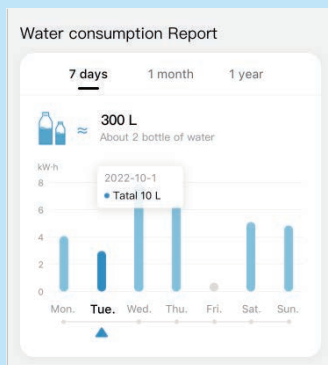 Water consumption Report
7 days 1 month 1 year
≈ 300 L
About 2 bottle of water
kW·h
8
2022-10-1
Tatal 10 L
6
4
2
0
Mon. Tue. Wed. Thu. Fri. Sat. Sun.